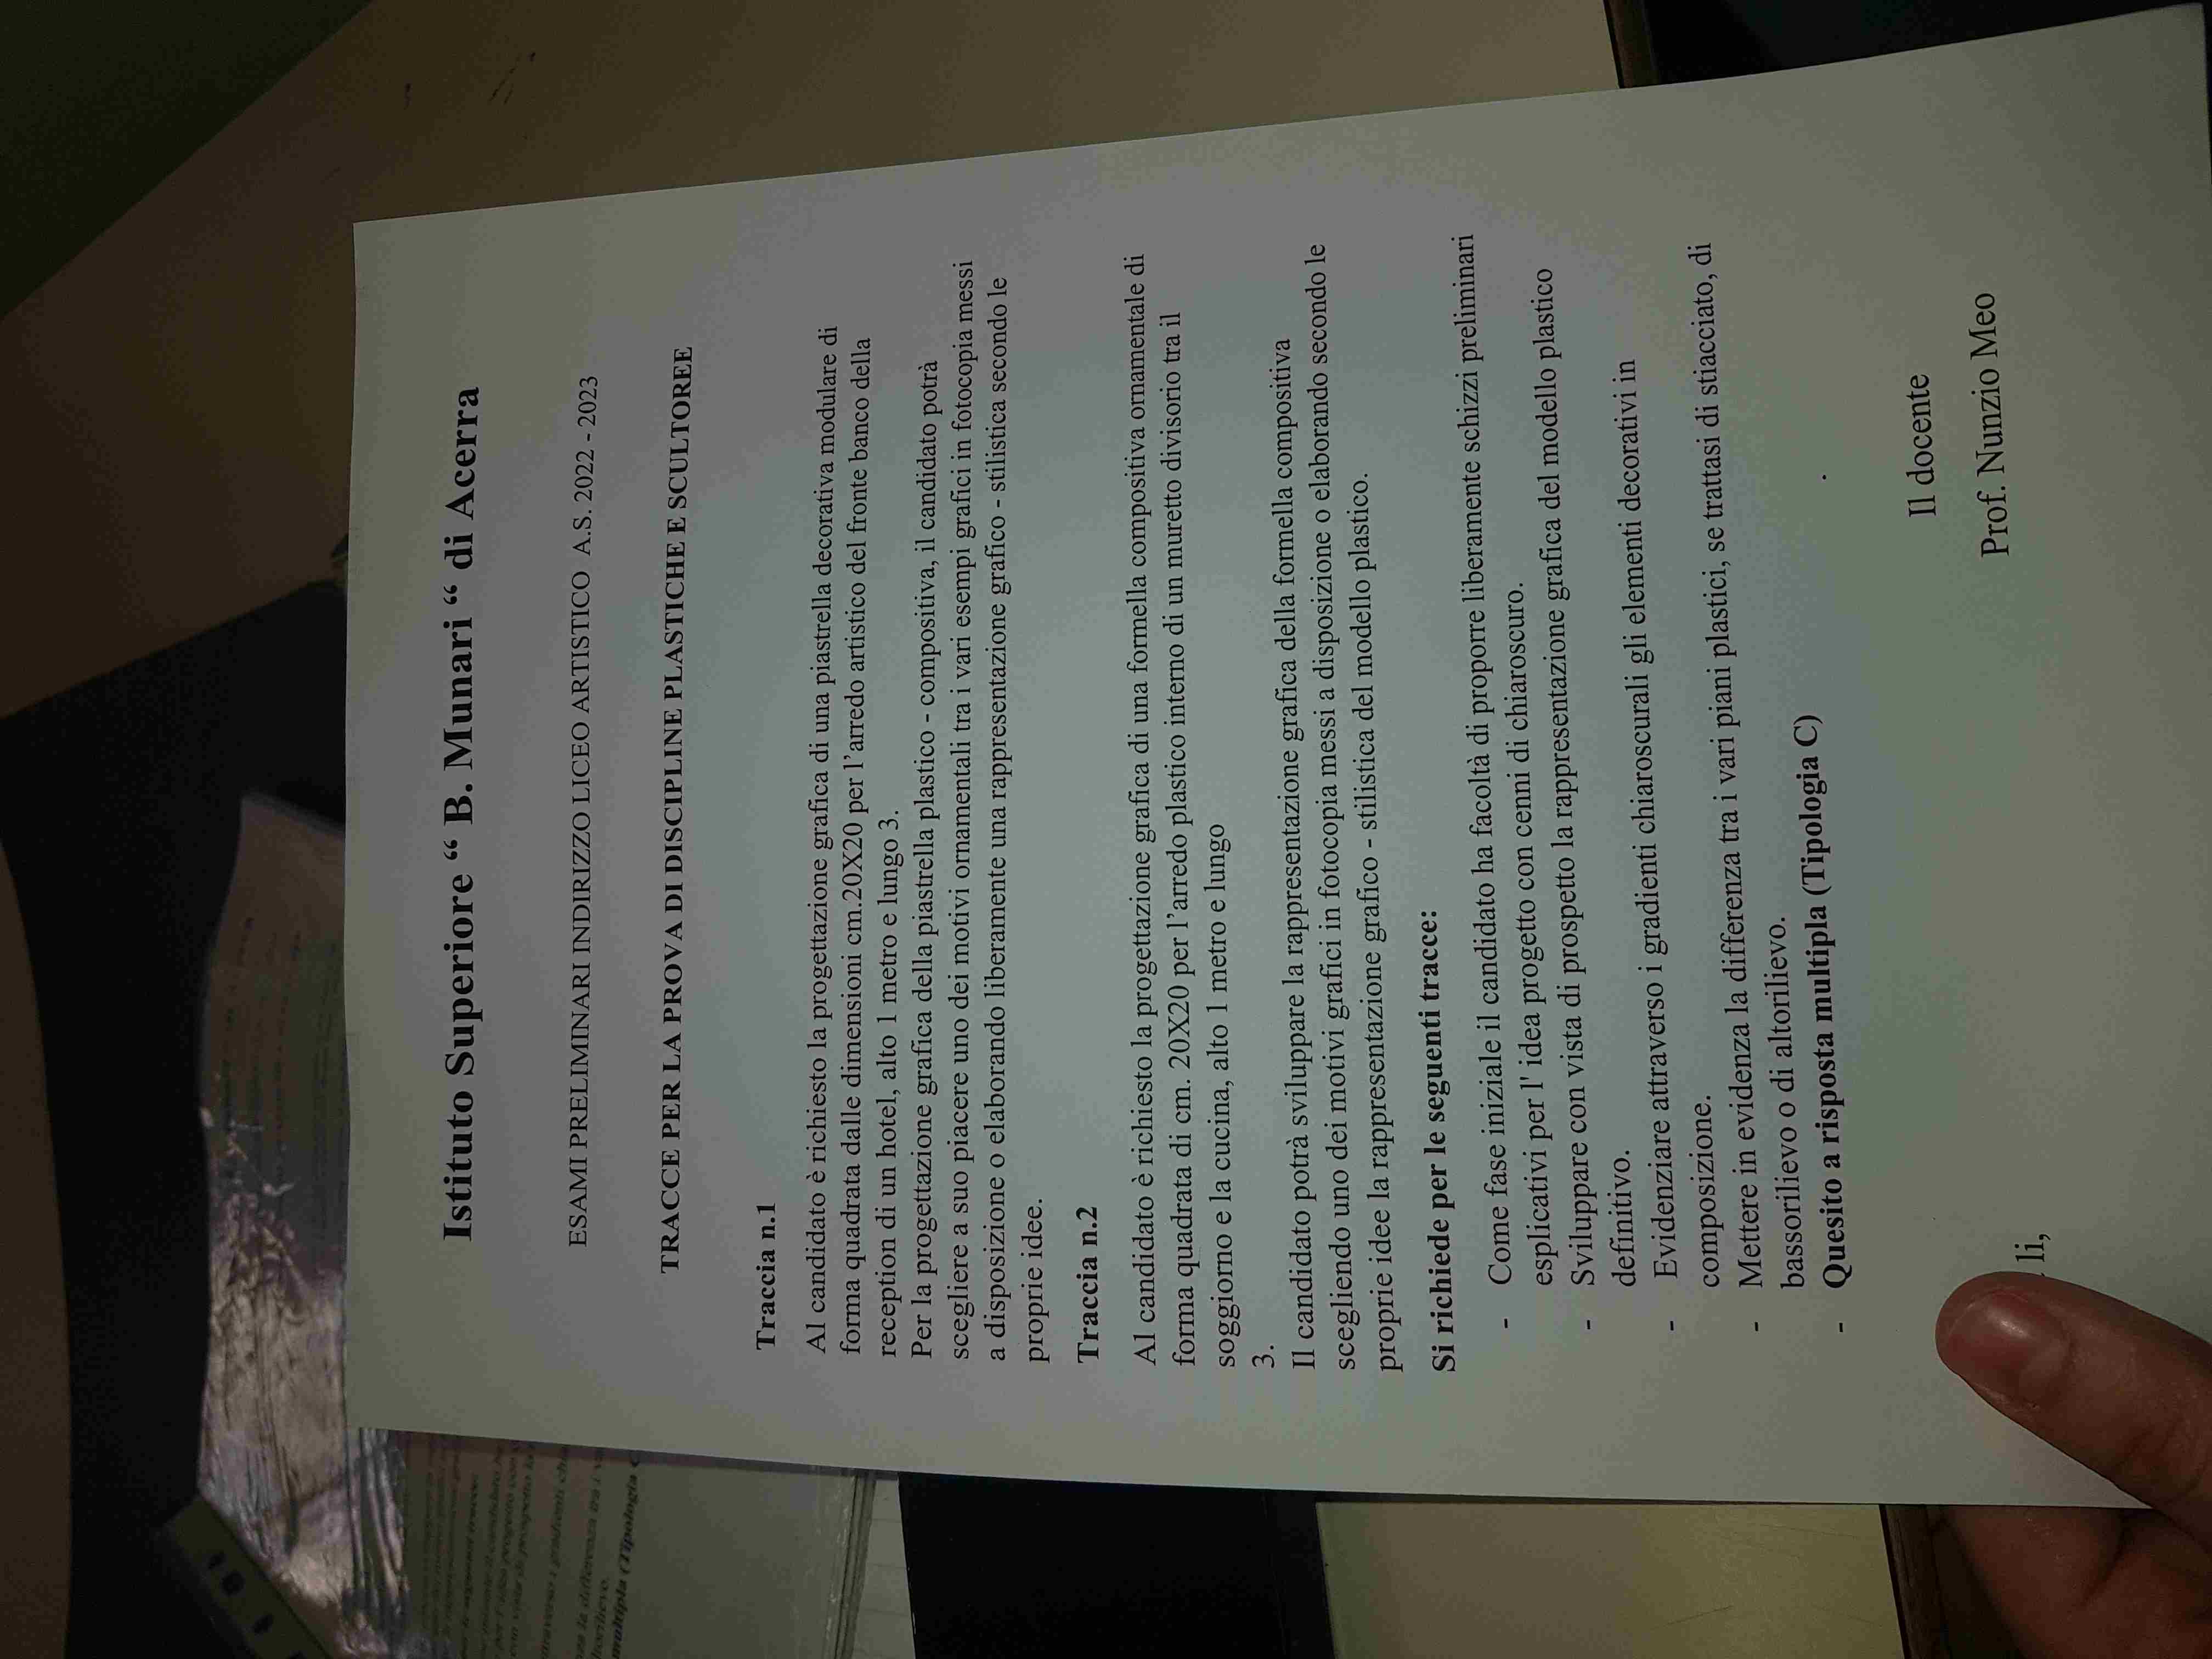 Istituto Superiore “ B. Munari “ di Acerra
ESAMI PRELIMINARI INDIRIZZO LICEO ARTISTICO A.S. 2022 - 2023
TRACCE PER LA PROVA DI DISCIPLINE PLASTICHE E SCULTOREE
Traccia n.1
Al candidato è richiesto la progettazione grafica di una piastrella decorativa modulare di
forma quadrata dalle dimensioni cm.20X20 per l’arredo artistico del fronte banco della
reception di un hotel, alto 1 metro e lungo 3.
Per la progettazione grafica della piastrella plastico - compositiva, il candidato potrà
scegliere a suo piacere uno dei motivi ornamentali tra i vari esempi grafici in fotocopia messi
a disposizione o elaborando liberamente una rappresentazione grafico - stilistica secondo le
proprie idee.
Traccia n.2
Al candidato è richiesto la progettazione grafica di una formella compositiva ornamentale di
forma quadrata di cm. 20X20 per l’arredo plastico interno di un muretto divisorio tra il
soggiorno e la cucina, alto 1 metro e lungo
3.
Il candidato potrà sviluppare la rappresentazione grafica della formella compositiva
scegliendo uno dei motivi grafici in fotocopia messi a disposizione o elaborando secondo le
proprie idee la rappresentazione grafico - stilistica del modello plastico.
Si richiede per le seguenti tracce:
- Come fase iniziale il candidato ha facoltà di proporre liberamente schizzi preliminari
esplicativi per l' idea progetto con cenni di chiaroscuro.
- Sviluppare con vista di prospetto la rappresentazione grafica del modello plastico
definitivo.
- Evidenziare attraverso i gradienti chiaroscurali gli elementi decorativi in
composizione.
- Mettere in evidenza la differenza tra i vari piani plastici, se trattasi di stiacciato, di
bassorilievo o di altorilievo.
- Quesito a risposta multipla (Tipologia C)
Il docente
Prof. Nunzio Meo
li,
multipla (Tipologia